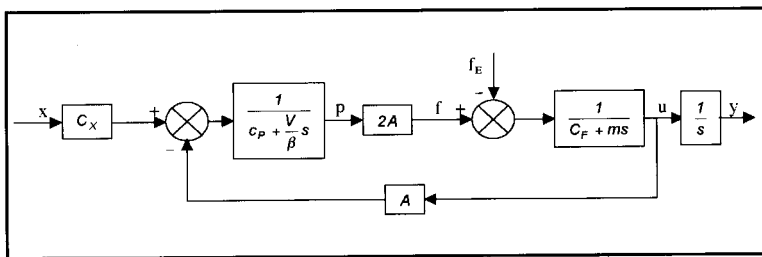 f_E
x
C_X
+
−
1
c_P + V/β s
p
2A
f
+
−
1
C_F + ms
u
1
s
y
A